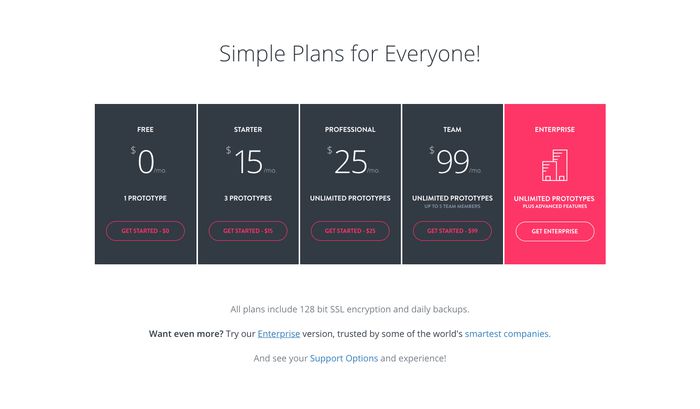 Simple Plans for Everyone!
FREE
$0/mo.
1 PROTOTYPE
GET STARTED - $0
STARTER
$15/mo.
3 PROTOTYPES
GET STARTED - $15
PROFESSIONAL
$25/mo.
UNLIMITED PROTOTYPES
GET STARTED - $25
TEAM
$99/mo.
UNLIMITED PROTOTYPES
UP TO 5 TEAM MEMBERS
GET STARTED - $99
ENTERPRISE
UNLIMITED PROTOTYPES
PLUS ADVANCED FEATURES
GET ENTERPRISE
All plans include 128 bit SSL encryption and daily backups.
Want even more? Try our Enterprise version, trusted by some of the world's smartest companies.
And see your Support Options and experience!